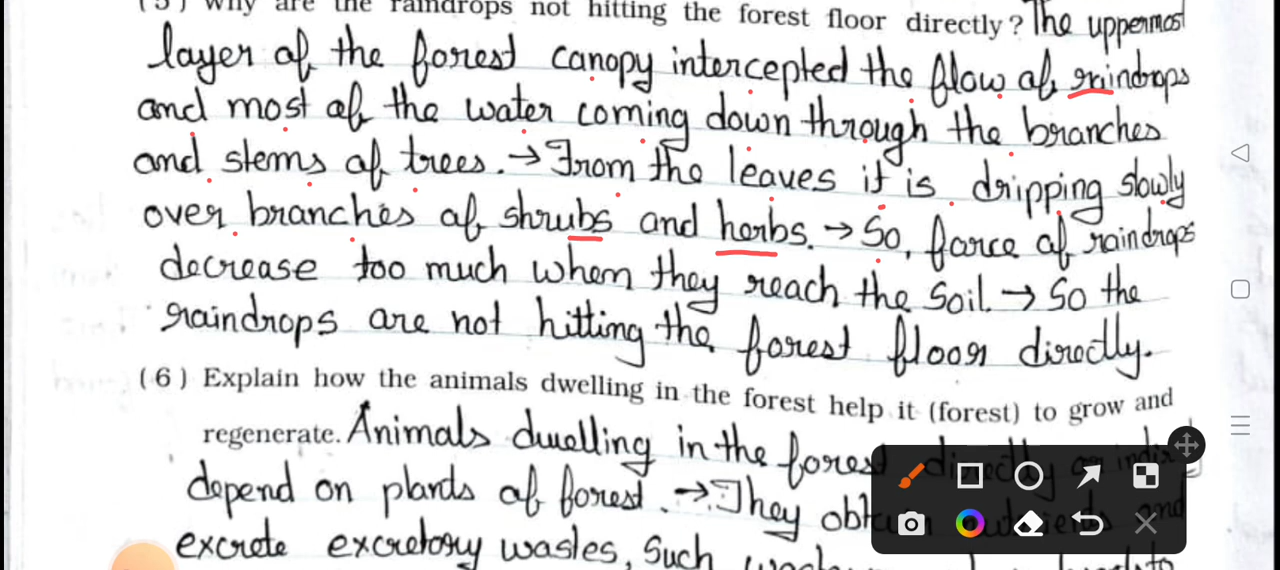 (5) Why are the raindrops not hitting the forest floor directly? The uppermost
layer of the forest canopy intercepted the flow of raindrops
and most of the water coming down through the branches
and stems of trees. → From the leaves it is dripping slowly
over branches of shrubs and herbs. → So, force of raindrops
decrease too much when they reach the soil. → So the
raindrops are not hitting the forest floor directly.
(6) Explain how the animals dwelling in the forest help it (forest) to grow and
regenerate. Animals dwelling in the forest directly or
depend on plants of forest. → They obtain nutrients and
excrete excretory wastes, Such